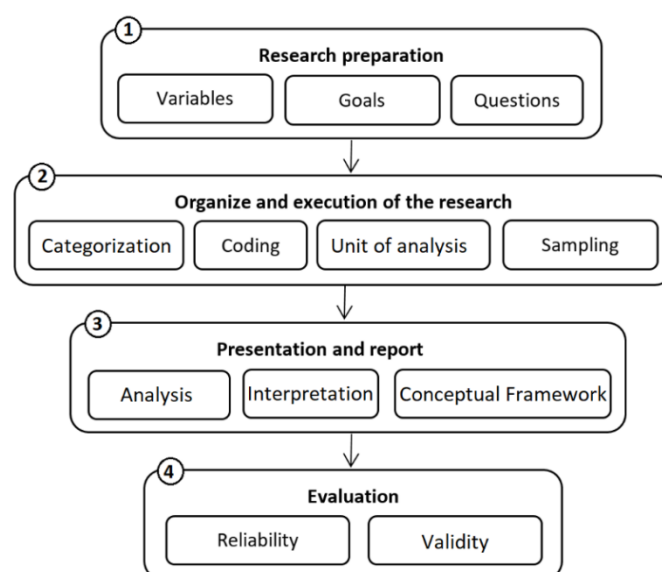 1
Research preparation
Variables Goals Questions
2
Organize and execution of the research
Categorization Coding Unit of analysis Sampling
3
Presentation and report
Analysis Interpretation Conceptual Framework
4
Evaluation
Reliability Validity